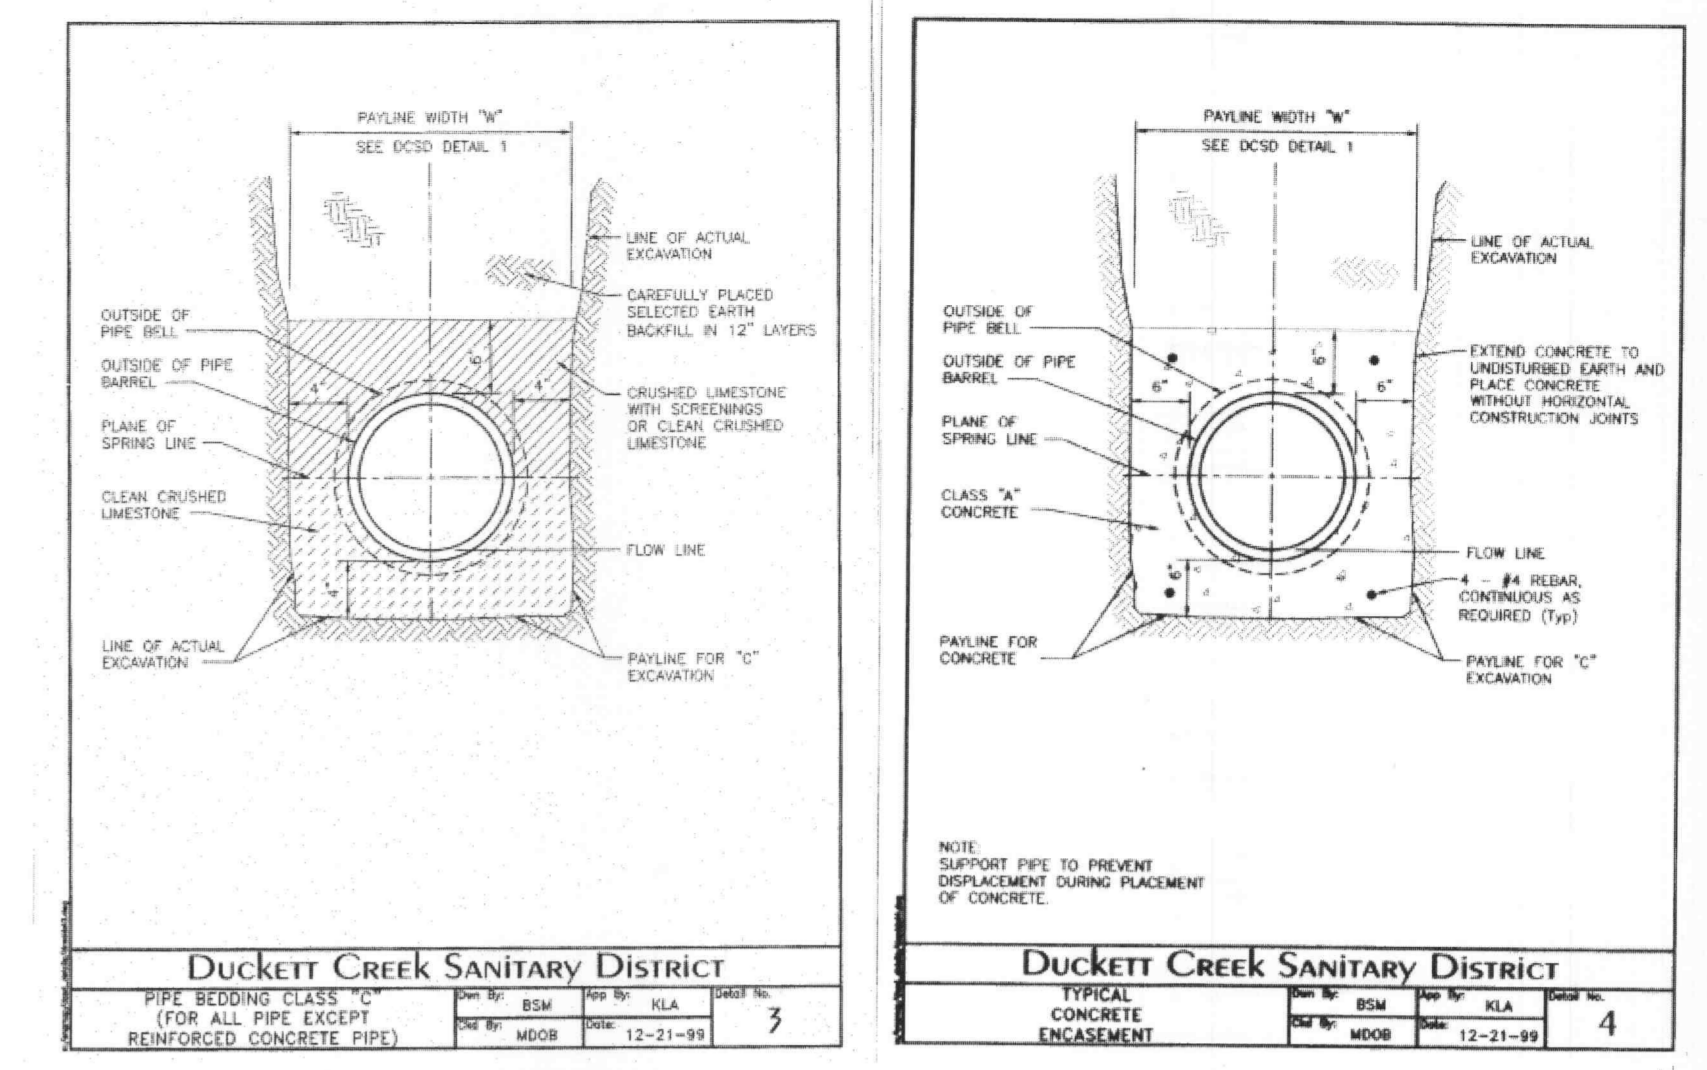 PAYLINE WIDTH "W"
SEE DCSD DETAIL 1
LINE OF ACTUAL
EXCAVATION
CAREFULLY PLACED
SELECTED EARTH
BACKFILL IN 12" LAYERS
OUTSIDE OF
PIPE BELL
OUTSIDE OF PIPE
BARREL
6"
4"
4"
CRUSHED LIMESTONE
WITH SCREENINGS
OR CLEAN CRUSHED
LIMESTONE
PLANE OF
SPRING LINE
CLEAN CRUSHED
LIMESTONE
FLOW LINE
4"
LINE OF ACTUAL
EXCAVATION
PAYLINE FOR "C"
EXCAVATION
DUCKETT CREEK SANITARY DISTRICT
PIPE BEDDING CLASS "C"
(FOR ALL PIPE EXCEPT
REINFORCED CONCRETE PIPE)
Dwn By: BSM
App By: KLA
Detail No. 3
Ckd By: MDOB
Date: 12-21-99
PAYLINE WIDTH "W"
SEE DCSD DETAIL 1
LINE OF ACTUAL
EXCAVATION
OUTSIDE OF
PIPE BELL
OUTSIDE OF PIPE
BARREL
6"
6"
6"
EXTEND CONCRETE TO
UNDISTURBED EARTH AND
PLACE CONCRETE
WITHOUT HORIZONTAL
CONSTRUCTION JOINTS
PLANE OF
SPRING LINE
CLASS "A"
CONCRETE
FLOW LINE
6"
4 - #4 REBAR,
CONTINUOUS AS
REQUIRED (Typ)
PAYLINE FOR
CONCRETE
PAYLINE FOR "C"
EXCAVATION
NOTE:
SUPPORT PIPE TO PREVENT
DISPLACEMENT DURING PLACEMENT
OF CONCRETE.
DUCKETT CREEK SANITARY DISTRICT
TYPICAL
CONCRETE
ENCASEMENT
Dwn By: BSM
App By: KLA
Detail No. 4
Ckd By: MDOB
Date: 12-21-99